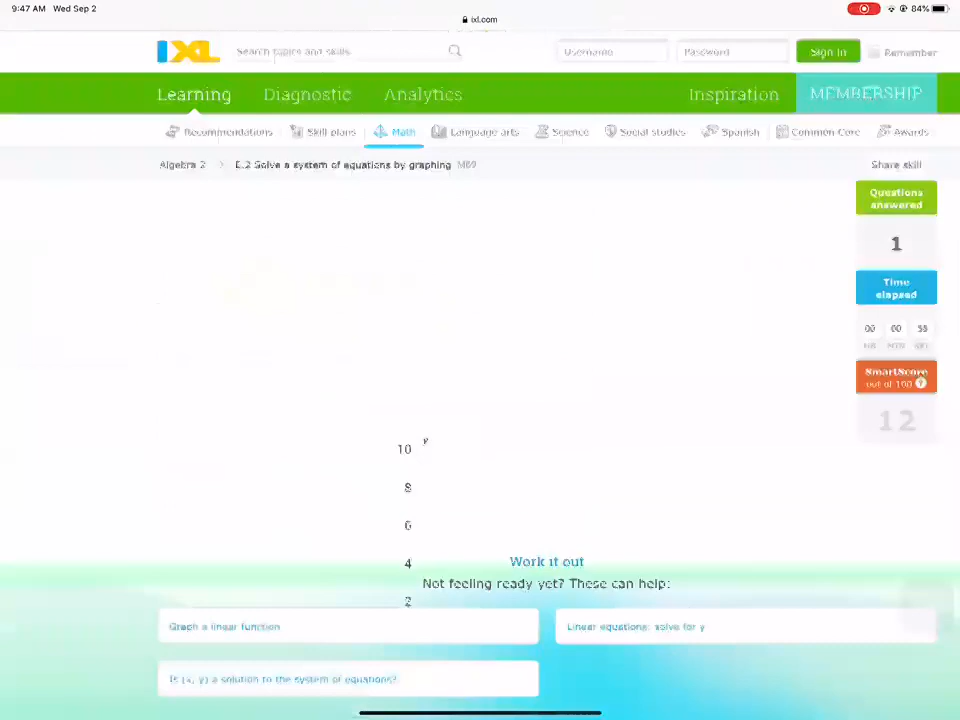 9:47 AM Wed Sep 2
84%
ixl.com
IXL
Search topics and skills
Username
Password
Sign in
Remember
Learning
Diagnostic
Analytics
Inspiration
MEMBERSHIP
Recommendations
Skill plans
Math
Language arts
Science
Social studies
Spanish
Common Core
Awards
Algebra 2 > E.2 Solve a system of equations by graphing
Share skill
Questions
answered
1
Time
elapsed
00 00
SmartScore
out of 100 ?
12
10
y
8
6
4
2
Work it out
Not feeling ready yet? These can help:
Graph a linear function
Linear equations: solve for y
Is (x, y) a solution to the system of equations?